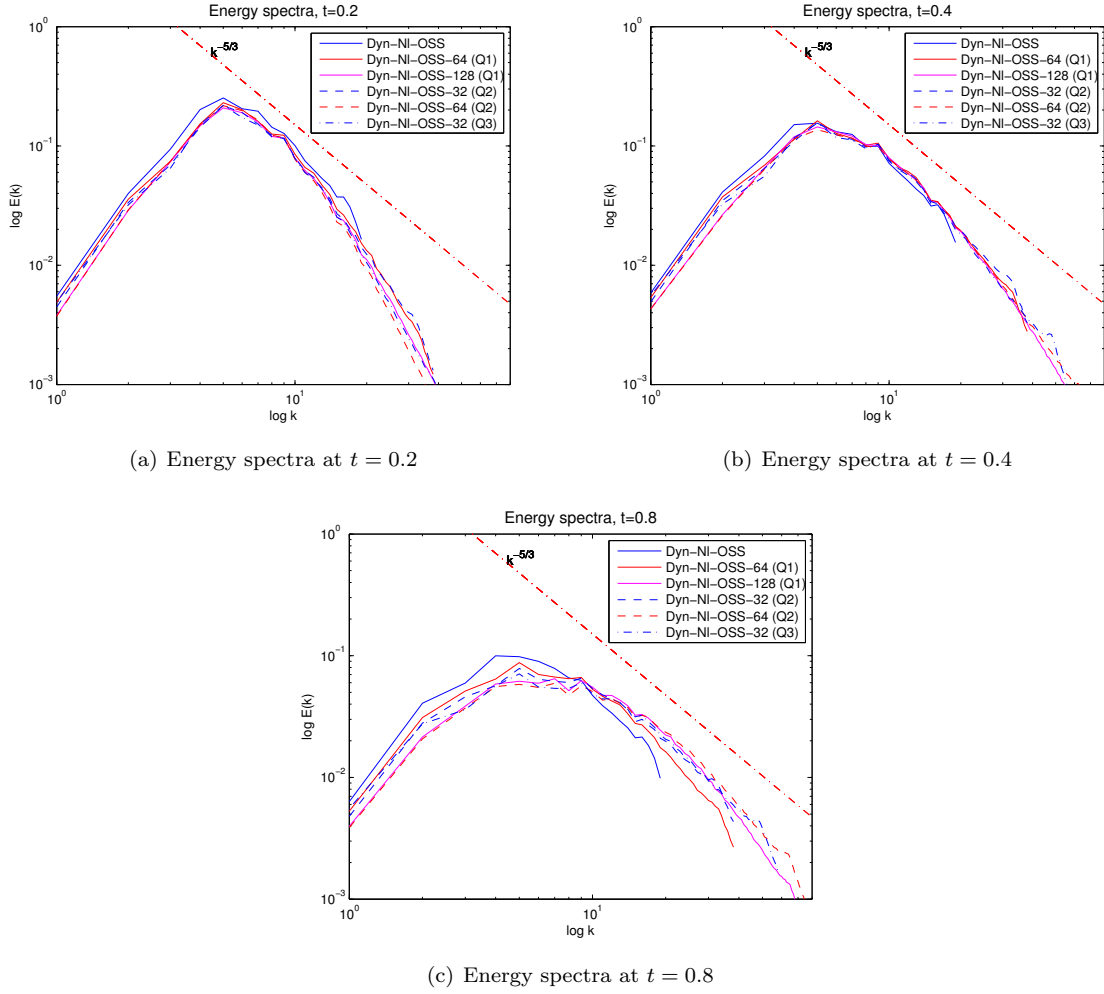 Energy spectra, t=0.2
10^0
10^-1
10^-2
10^-3
log E(k)
k^-5/3
Dyn-Nl-OSS
Dyn-Nl-OSS-64 (Q1)
Dyn-Nl-OSS-128 (Q1)
Dyn-Nl-OSS-32 (Q2)
Dyn-Nl-OSS-64 (Q2)
Dyn-Nl-OSS-32 (Q3)
10^0
10^1
log k
(a) Energy spectra at t = 0.2
Energy spectra, t=0.4
10^0
10^-1
10^-2
10^-3
log E(k)
k^-5/3
Dyn-Nl-OSS
Dyn-Nl-OSS-64 (Q1)
Dyn-Nl-OSS-128 (Q1)
Dyn-Nl-OSS-32 (Q2)
Dyn-Nl-OSS-64 (Q2)
Dyn-Nl-OSS-32 (Q3)
10^0
10^1
log k
(b) Energy spectra at t = 0.4
Energy spectra, t=0.8
10^0
10^-1
10^-2
10^-3
log E(k)
k^-5/3
Dyn-Nl-OSS
Dyn-Nl-OSS-64 (Q1)
Dyn-Nl-OSS-128 (Q1)
Dyn-Nl-OSS-32 (Q2)
Dyn-Nl-OSS-64 (Q2)
Dyn-Nl-OSS-32 (Q3)
10^0
10^1
log k
(c) Energy spectra at t = 0.8